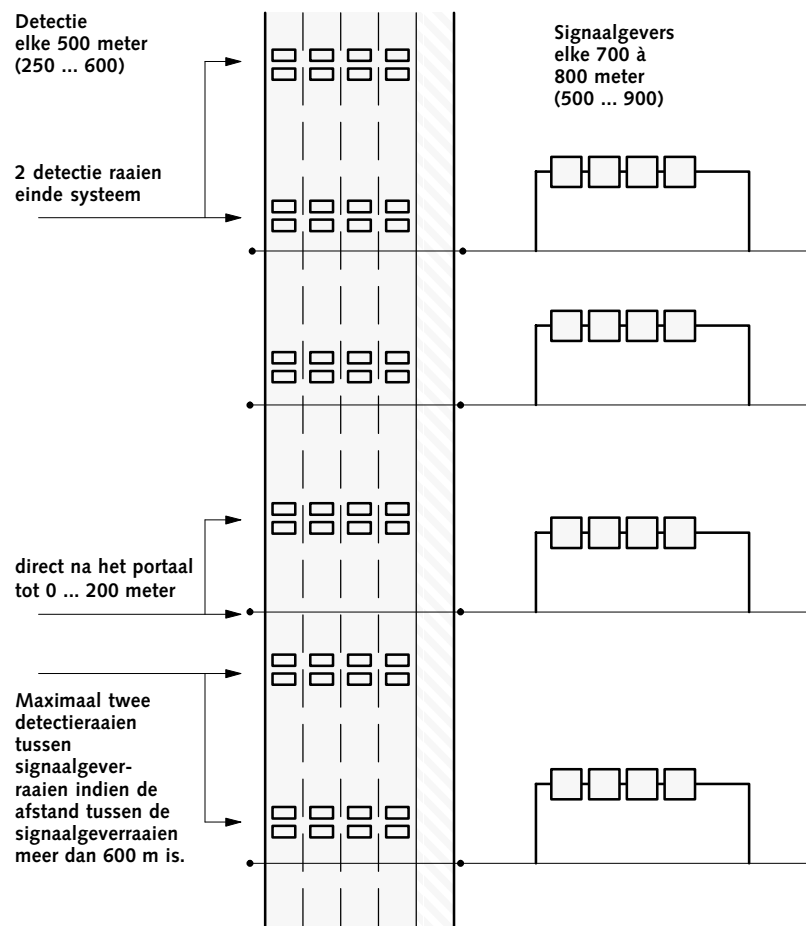 Detectie
elke 500 meter
(250 ... 600)
Signaalgevers
elke 700 à
800 meter
(500 ... 900)
2 detectie raaien
einde systeem
direct na het portaal
tot 0 ... 200 meter
Maximaal twee
detectieraaien
tussen
signaalgever-
raaien indien de
afstand tussen de
signaalgeverraaien
meer dan 600 m is.